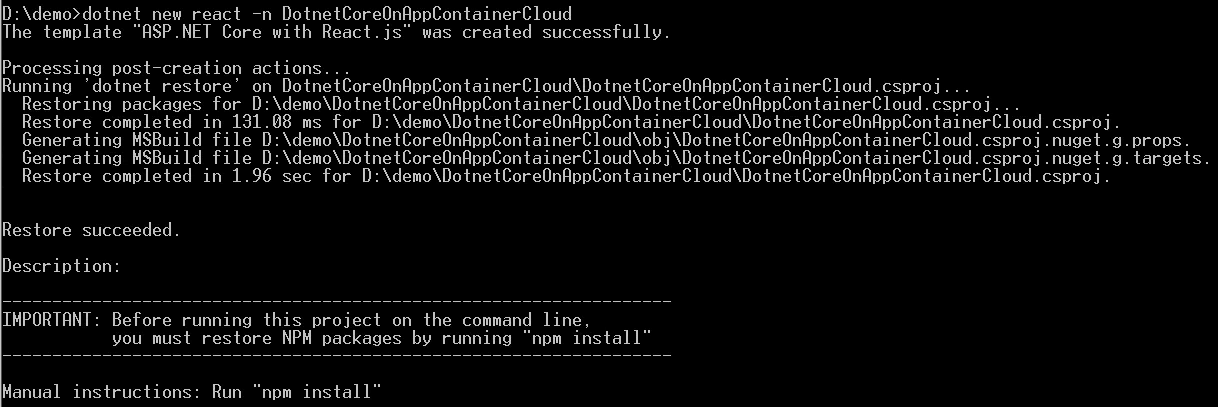 D:\demo>dotnet new react -n DotnetCoreOnAppContainerCloud
The template "ASP.NET Core with React.js" was created successfully.
Processing post-creation actions...
Running 'dotnet restore' on DotnetCoreOnAppContainerCloud\DotnetCoreOnAppContainerCloud.csproj...
  Restoring packages for D:\demo\DotnetCoreOnAppContainerCloud\DotnetCoreOnAppContainerCloud.csproj...
  Restore completed in 131.08 ms for D:\demo\DotnetCoreOnAppContainerCloud\DotnetCoreOnAppContainerCloud.csproj.
  Generating MSBuild file D:\demo\DotnetCoreOnAppContainerCloud\obj\DotnetCoreOnAppContainerCloud.csproj.nuget.g.props.
  Generating MSBuild file D:\demo\DotnetCoreOnAppContainerCloud\obj\DotnetCoreOnAppContainerCloud.csproj.nuget.g.targets.
  Restore completed in 1.96 sec for D:\demo\DotnetCoreOnAppContainerCloud\DotnetCoreOnAppContainerCloud.csproj.
Restore succeeded.
Description:
-------------------------------------------------------------------
IMPORTANT: Before running this project on the command line,
           you must restore NPM packages by running "npm install"
-------------------------------------------------------------------
Manual instructions: Run "npm install"